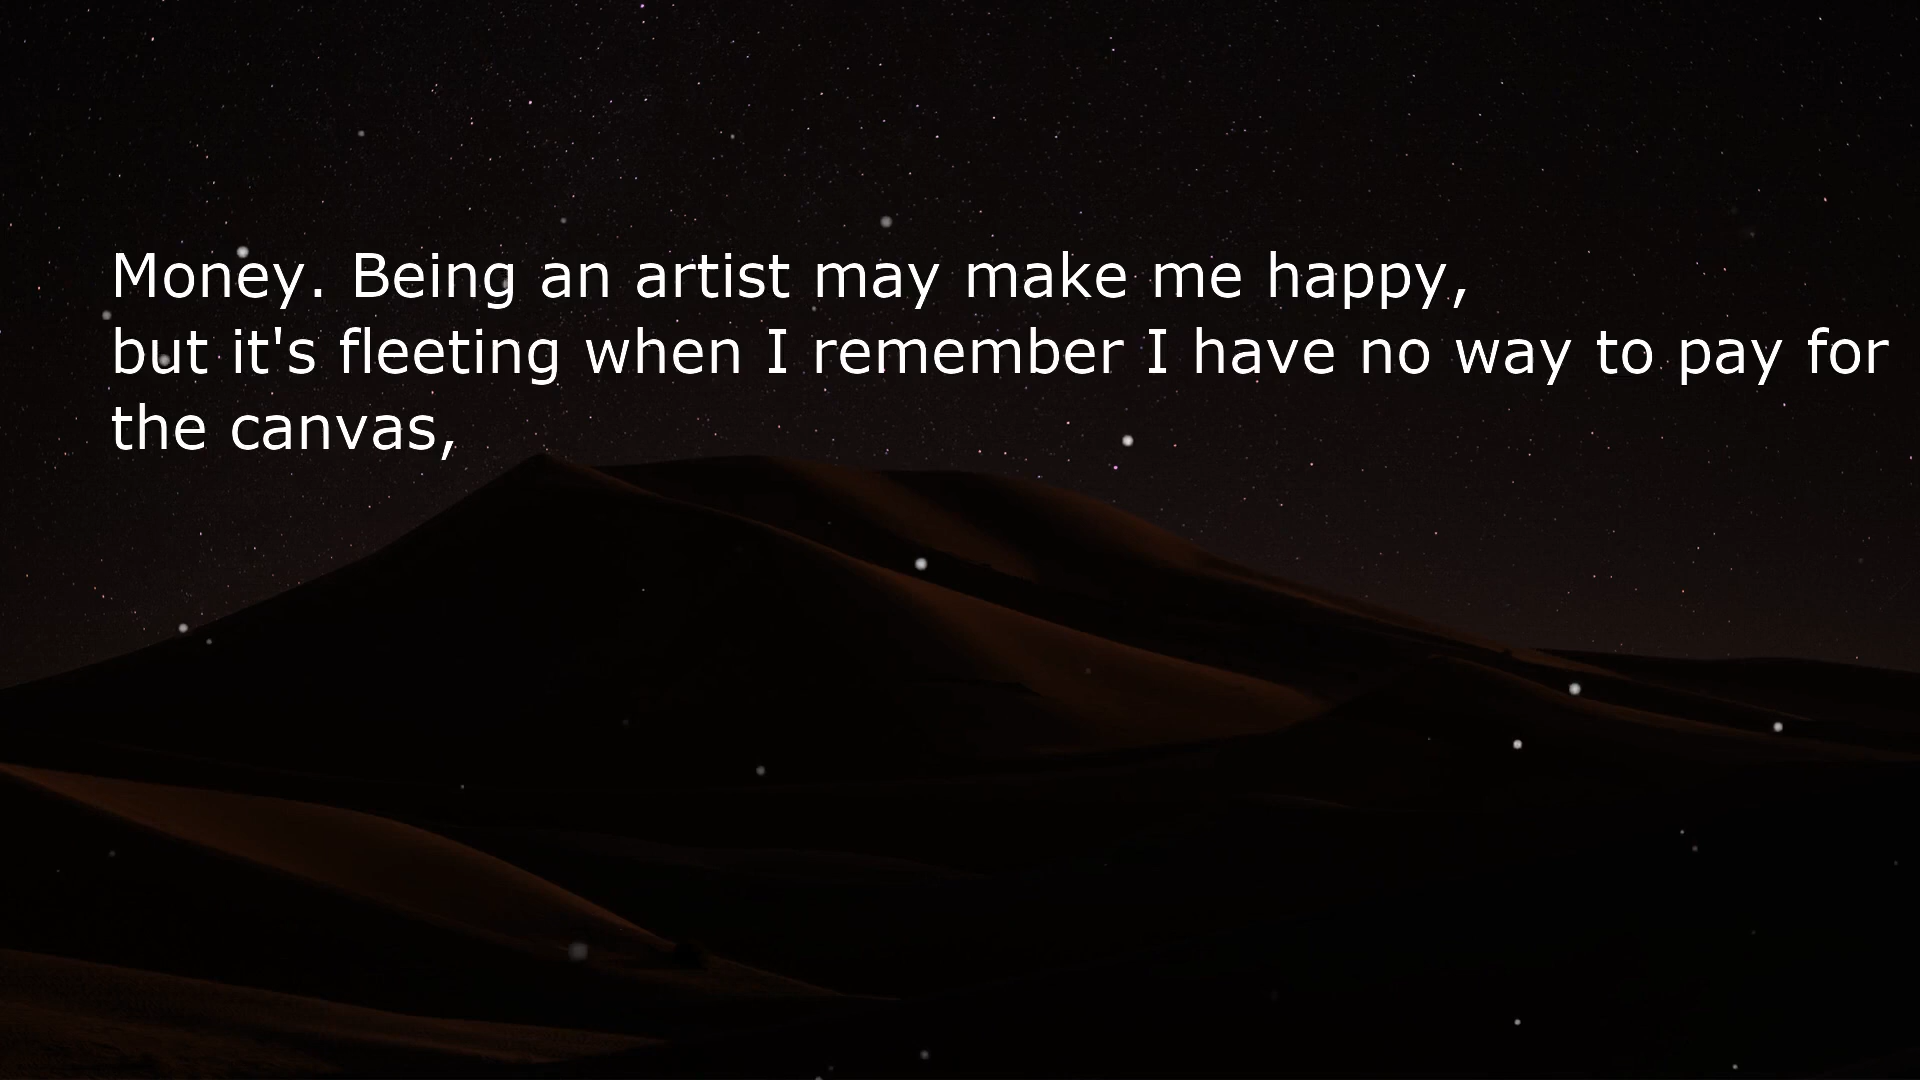 Money. Being an artist may make me happy,
but it's fleeting when I remember I have no way to pay for
the canvas,